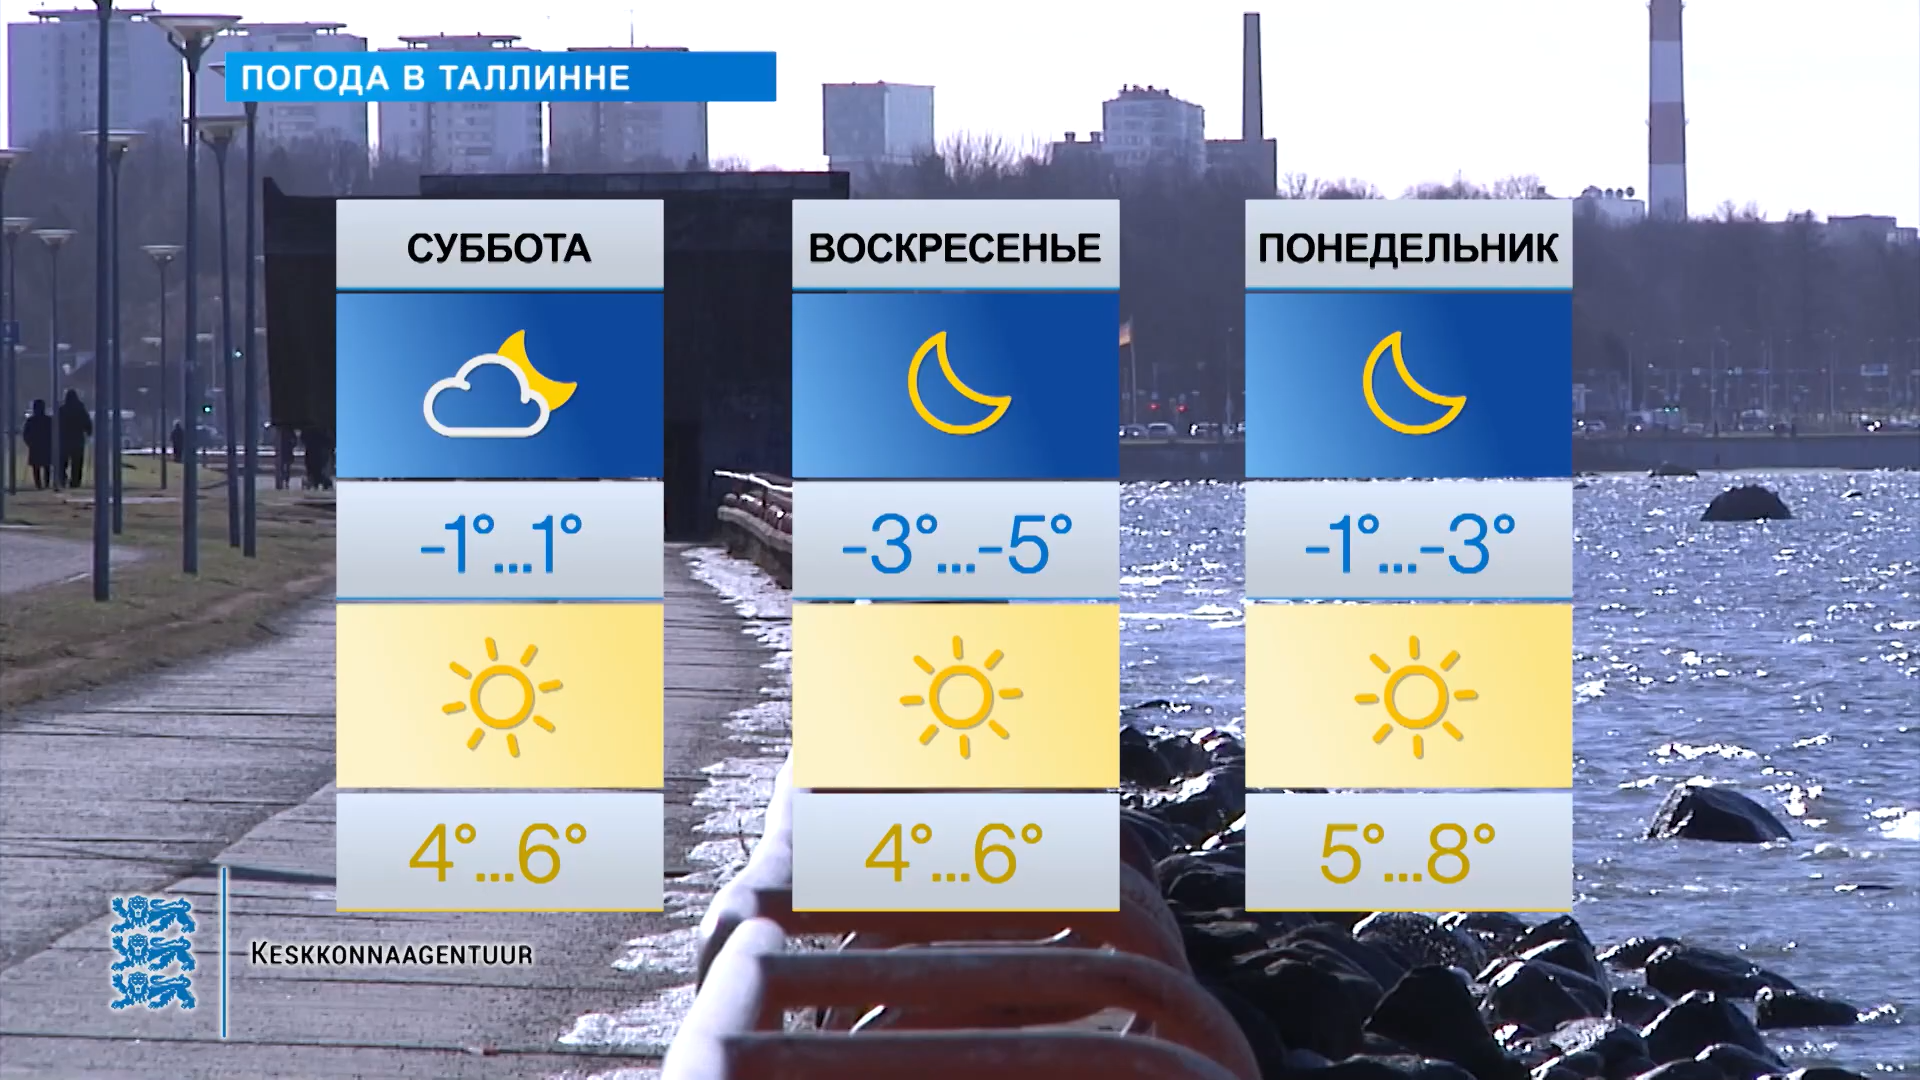 ПОГОДА В ТАЛЛИННЕ
СУББОТА
-1°...1°
4°...6°
ВОСКРЕСЕНЬЕ
-3°...-5°
4°...6°
ПОНЕДЕЛЬНИК
-1°...-3°
5°...8°
KESKKONNAAGENTUUR